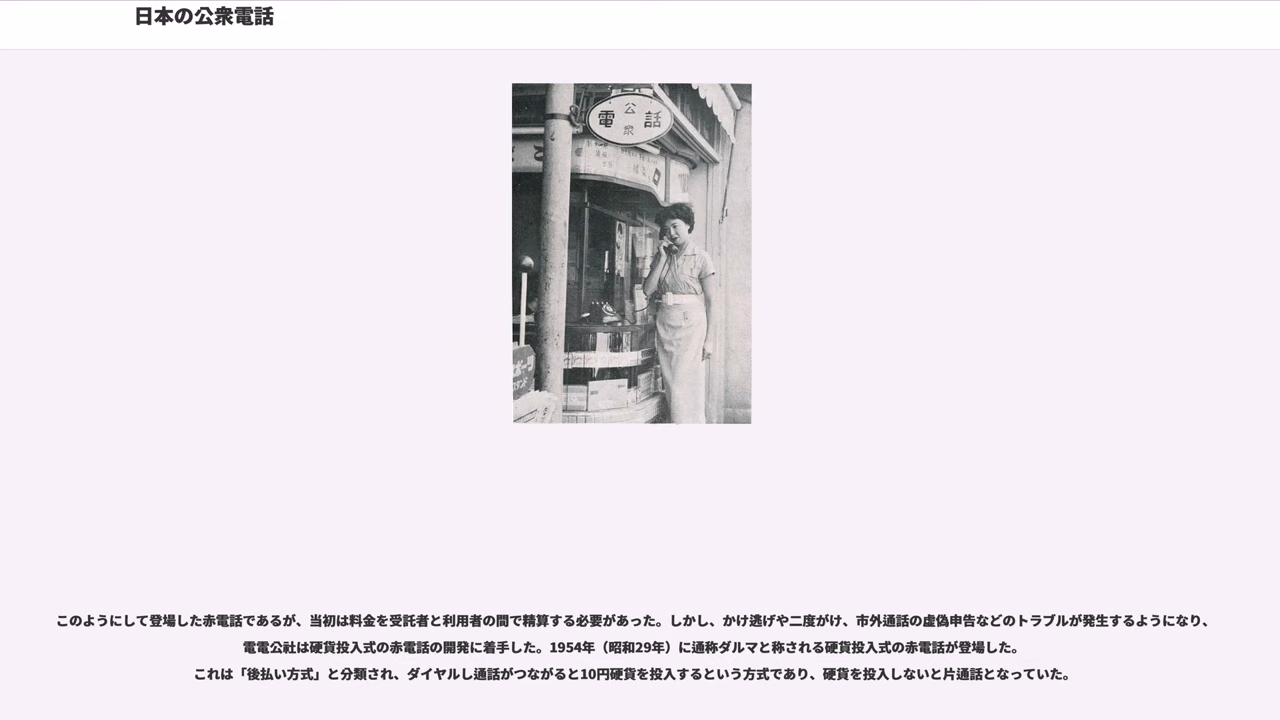 日本の公衆電話
公
電 話
衆
このようにして登場した赤電話であるが、当初は料金を受託者と利用者の間で精算する必要があった。しかし、かけ逃げや二度がけ、市外通話の虚偽申告などのトラブルが発生するようになり、
電電公社は硬貨投入式の赤電話の開発に着手した。1954年（昭和29年）に通称ダルマと称される硬貨投入式の赤電話が登場した。
これは「後払い方式」と分類され、ダイヤルし通話がつながると10円硬貨を投入するという方式であり、硬貨を投入しないと片通話となっていた。